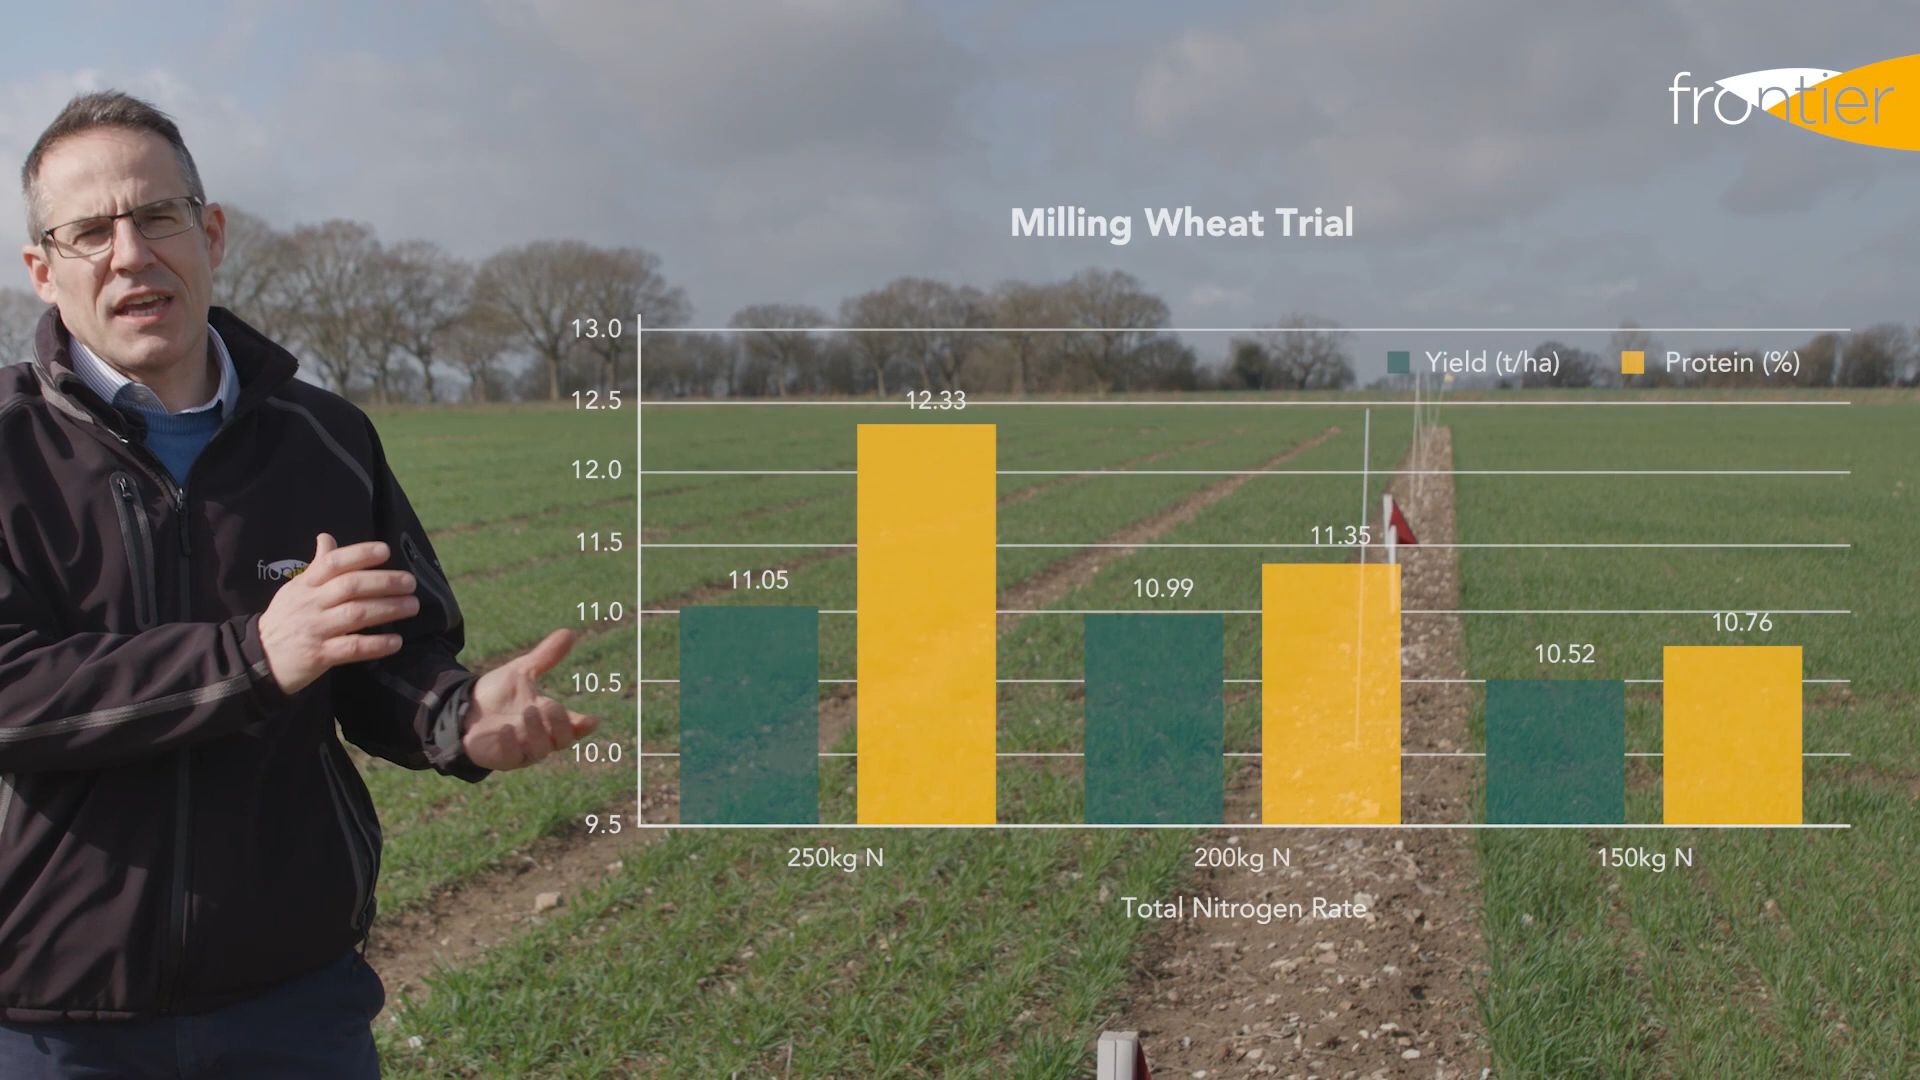 frontier
Milling Wheat Trial
Yield (t/ha) Protein (%)
13.0
12.5
12.0
11.5
11.0
10.5
10.0
9.5
11.05
12.33
10.99
11.35
10.52
10.76
250kg N
200kg N
150kg N
Total Nitrogen Rate
frontier